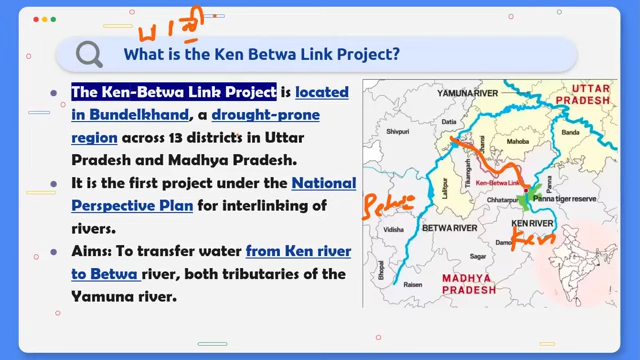 What is the Ken Betwa Link Project?
The Ken-Betwa Link Project is located
in Bundelkhand, a drought-prone
region across 13 districts in Uttar
Pradesh and Madhya Pradesh.
It is the first project under the National
Perspective Plan for interlinking of
rivers.
Aims: To transfer water from Ken river
to Betwa river, both tributaries of the
Yamuna river.
YAMUNA RIVER
UTTAR
PRADESH
Datia
Shivpuri
Jhansi
Mahoba
Banda
Tikamgarh
Lalitpur
Ken-Betwa Link
Panna
Chhatarpur
Panna tiger reserve
Betwa
KEN RIVER
Ken
Vidisha
BETWA RIVER
Damoh
Sagar
Bhopal
Raisen
MADHYA
PRADESH